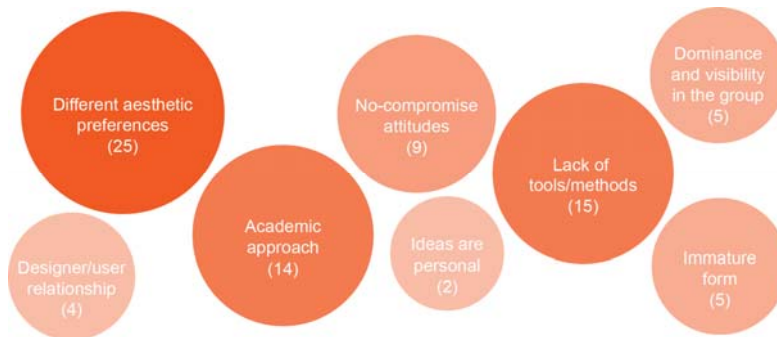 Different aesthetic
preferences
(25)
Designer/user
relationship
(4)
Academic
approach
(14)
No-compromise
attitudes
(9)
Ideas are
personal
(2)
Lack of
tools/methods
(15)
Dominance
and visibility
in the group
(5)
Immature
form
(5)